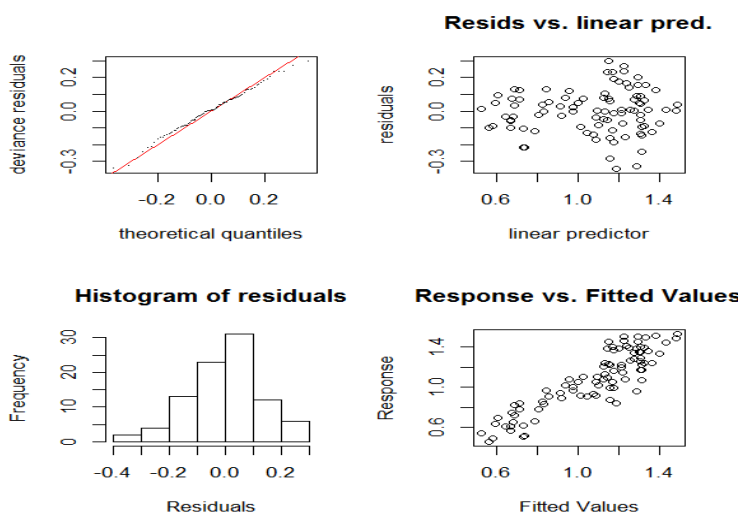 deviance residuals
-0.3
0.0
0.2
-0.2
0.0
0.2
theoretical quantiles
Resids vs. linear pred.
residuals
-0.3
0.0
0.2
0.6
1.0
1.4
linear predictor
Histogram of residuals
Frequency
0
10
20
30
-0.4
-0.2
0.0
0.2
Residuals
Response vs. Fitted Values
Response
0.6
1.0
1.4
0.6
1.0
1.4
Fitted Values